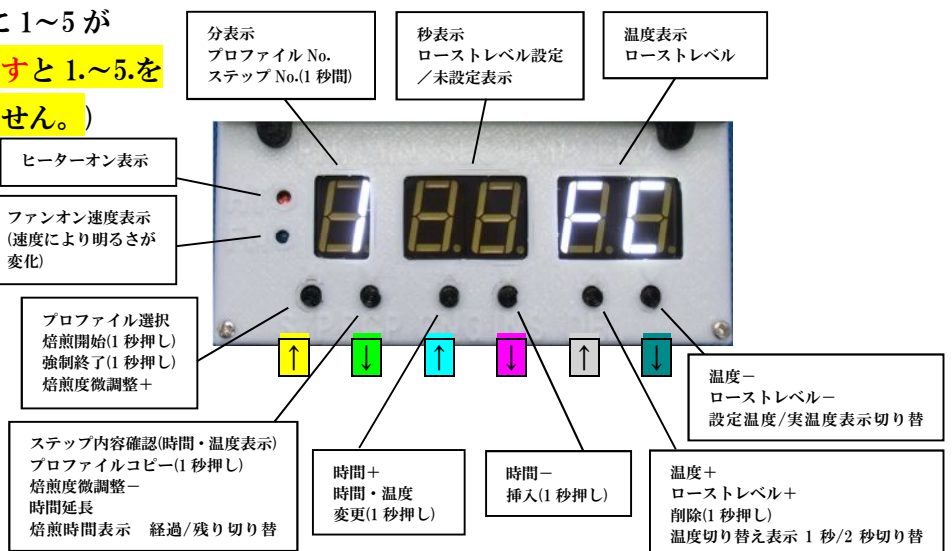 に 1～5 が
すと 1.～5.を
せん。)
分表示
プロファイル No.
ステップ No.(1 秒間)
秒表示
ローストレベル設定
／未設定表示
温度表示
ローストレベル
ヒーターオン表示
ファンオン速度表示
(速度により明るさが
変化)
1
FC
プロファイル選択
焙煎開始(1 秒押し)
強制終了(1 秒押し)
焙煎度微調整＋
↑
↓
↑
↓
↑
↓
ステップ内容確認(時間・温度表示)
プロファイルコピー(1 秒押し)
焙煎度微調整－
時間延長
焙煎時間表示　経過/残り切り替
時間＋
時間・温度
変更(1 秒押し)
時間－
挿入(1 秒押し)
温度－
ローストレベル－
設定温度/実温度表示切り替
温度＋
ローストレベル＋
削除(1 秒押し)
温度切り替え表示 1 秒/2 秒切り替